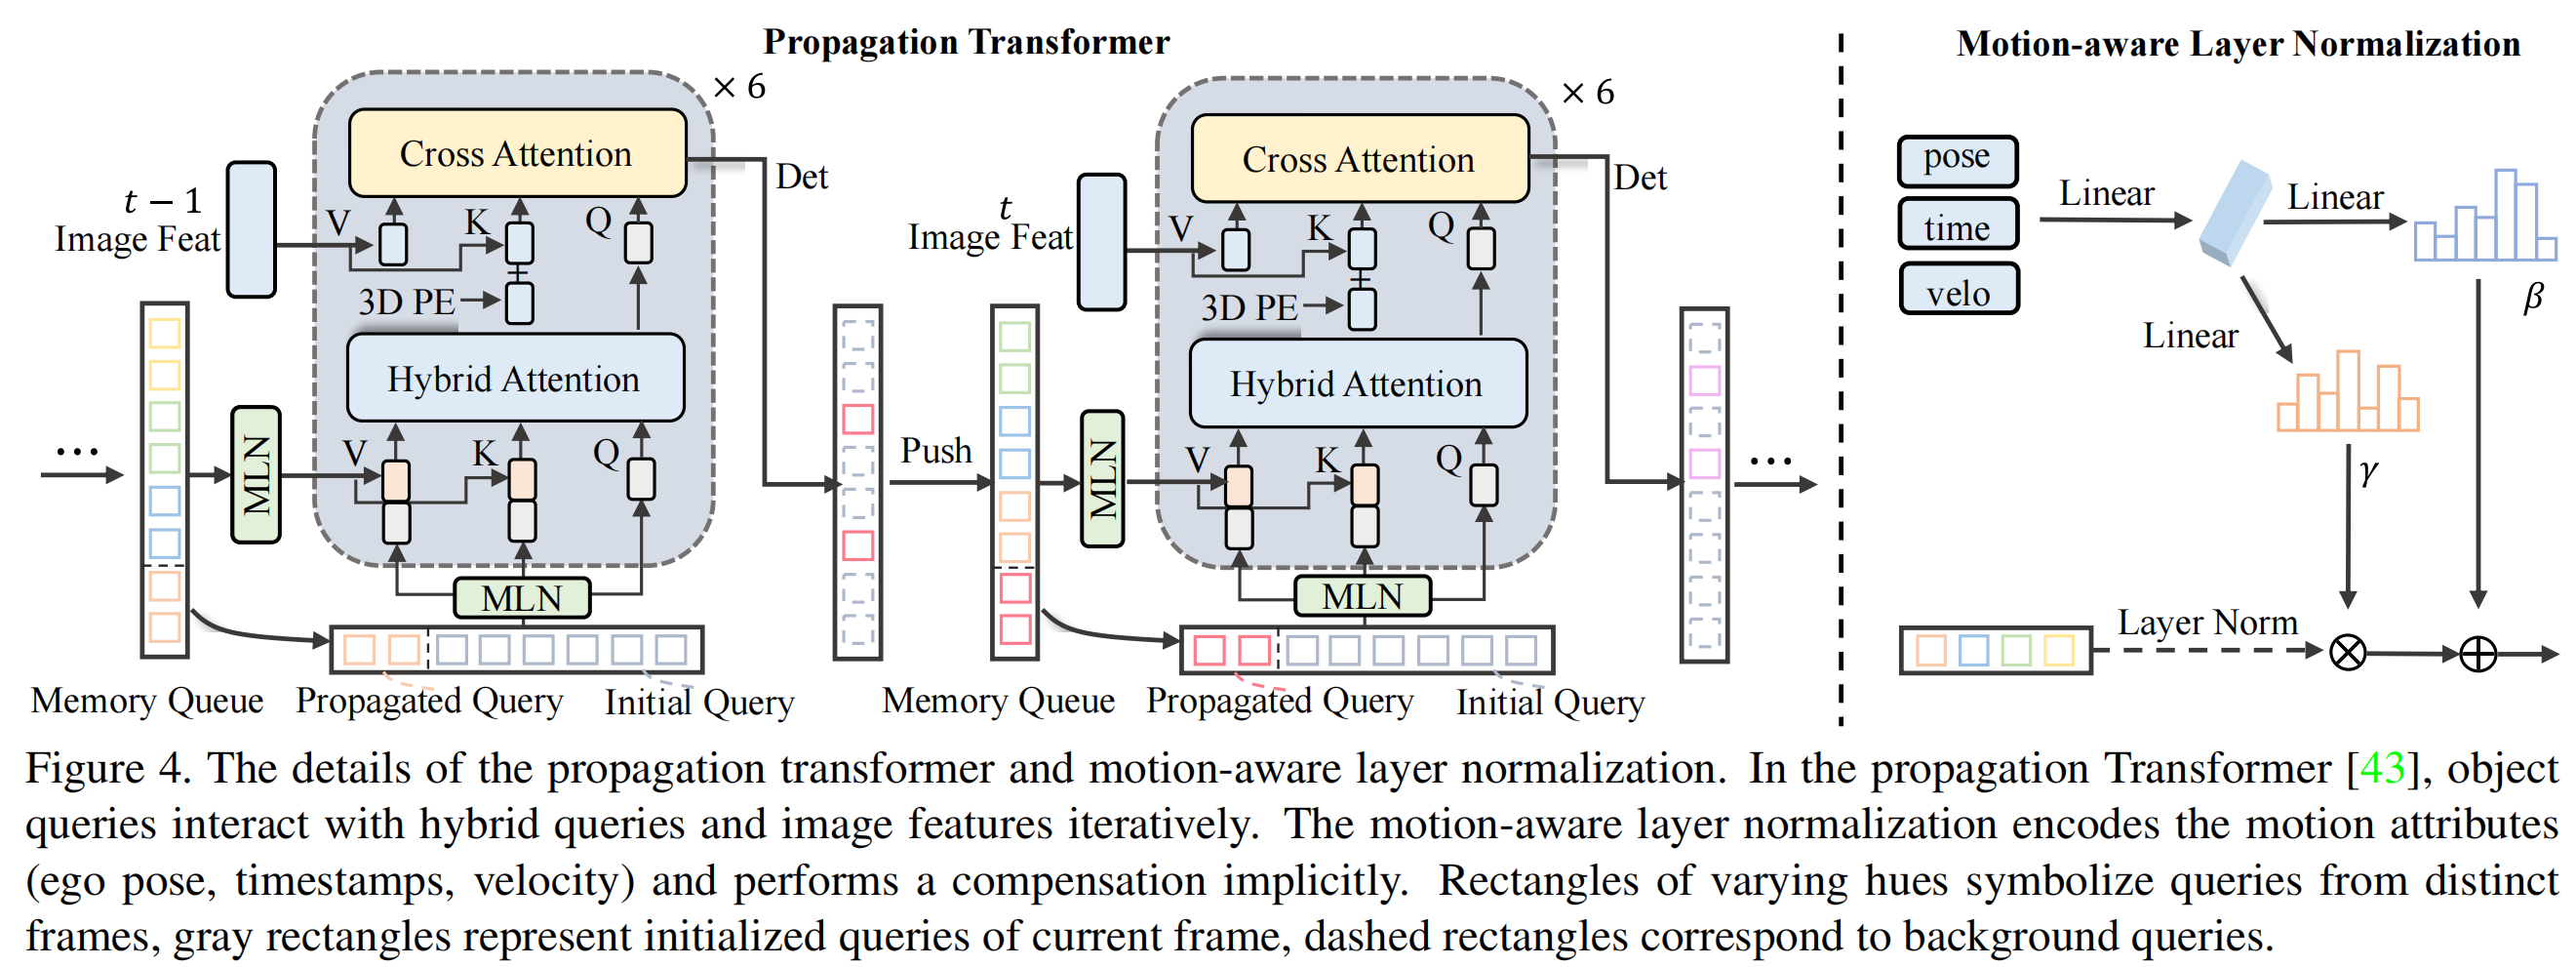 Propagation Transformer
Motion-aware Layer Normalization
× 6
Cross Attention
Det
t − 1
Image Feat
V
K
Q
3D PE
+
Hybrid Attention
...
MLN
V
K
Q
MLN
Memory Queue
Propagated Query
Initial Query
Push
× 6
Cross Attention
Det
t
Image Feat
V
K
Q
3D PE
+
Hybrid Attention
MLN
V
K
Q
MLN
Memory Queue
Propagated Query
Initial Query
...
pose
time
velo
Linear
Linear
Linear
β
γ
Layer Norm
Figure 4. The details of the propagation transformer and motion-aware layer normalization. In the propagation Transformer [43], object
queries interact with hybrid queries and image features iteratively. The motion-aware layer normalization encodes the motion attributes
(ego pose, timestamps, velocity) and performs a compensation implicitly. Rectangles of varying hues symbolize queries from distinct
frames, gray rectangles represent initialized queries of current frame, dashed rectangles correspond to background queries.